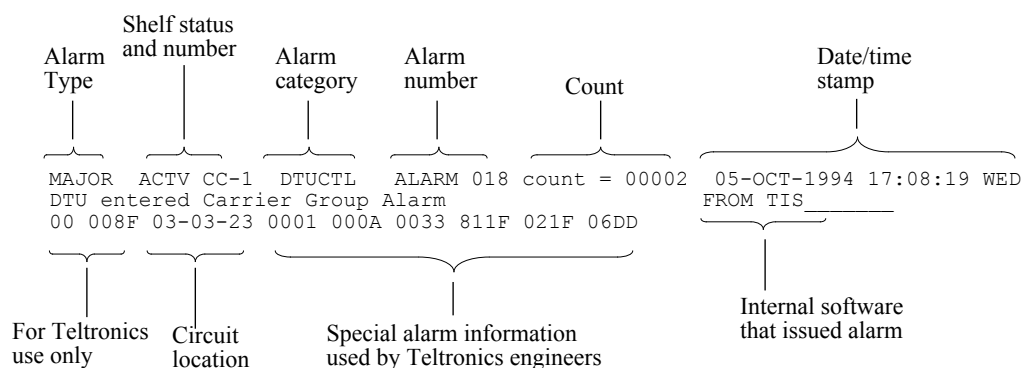 Shelf status
and number
Alarm
Type
Alarm
category
Alarm
number
Count
Date/time
stamp
MAJOR ACTV CC-1 DTUCTL ALARM 018 count = 00002 05-OCT-1994 17:08:19 WED
DTU entered Carrier Group Alarm FROM TIS_______
00 008F 03-03-23 0001 000A 0033 811F 021F 06DD
For Teltronics
use only
Circuit
location
Special alarm information
used by Teltronics engineers
Internal software
that issued alarm